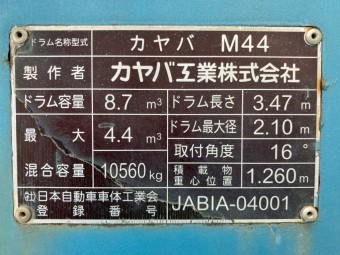 ドラム名称型式 カヤバ M44
製作者 カヤバ工業株式会社
ドラム容量 8.7 m³ ドラム長さ 3.47 m
最大 4.4 m³ ドラム最大径 2.10 m
混合容量 10560kg 取付角度 16°
積載物重心位置 1.260m
㈳日本自動車車体工業会
登録番号 JABIA-04001